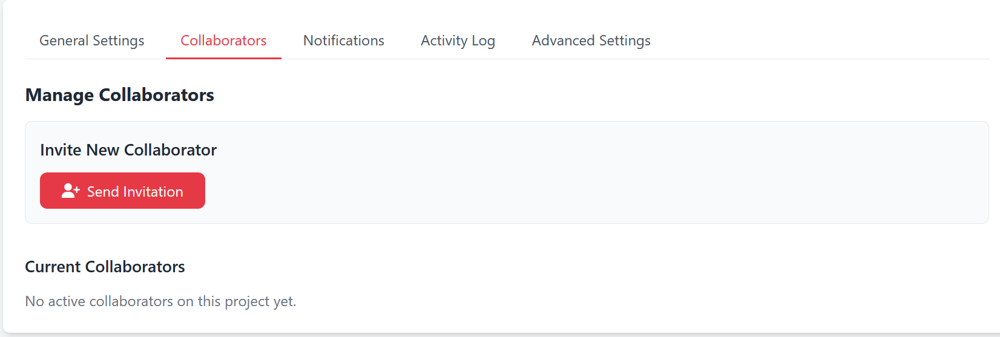 General Settings Collaborators Notifications Activity Log Advanced Settings
Manage Collaborators
Invite New Collaborator
Send Invitation
Current Collaborators
No active collaborators on this project yet.